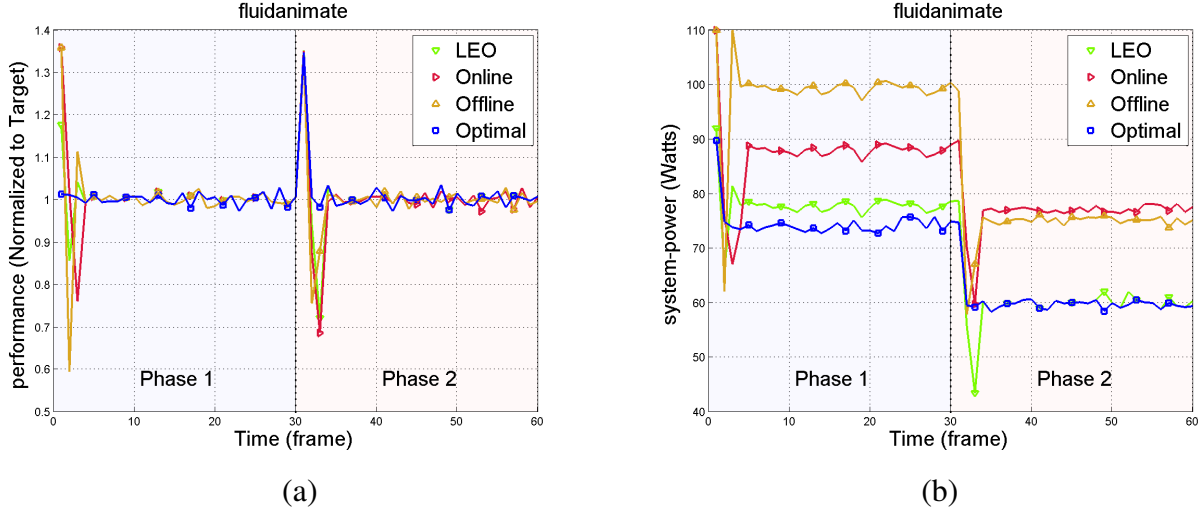 fluidanimate
performance (Normalized to Target)
1.4
1.3
1.2
1.1
1
0.9
0.8
0.7
0.6
0.5
LEO
Online
Offline
Optimal
Phase 1
Phase 2
0 10 20 30 40 50 60
Time (frame)
(a)
fluidanimate
system-power (Watts)
110
100
90
80
70
60
50
40
LEO
Online
Offline
Optimal
Phase 1
Phase 2
0 10 20 30 40 50 60
Time (frame)
(b)